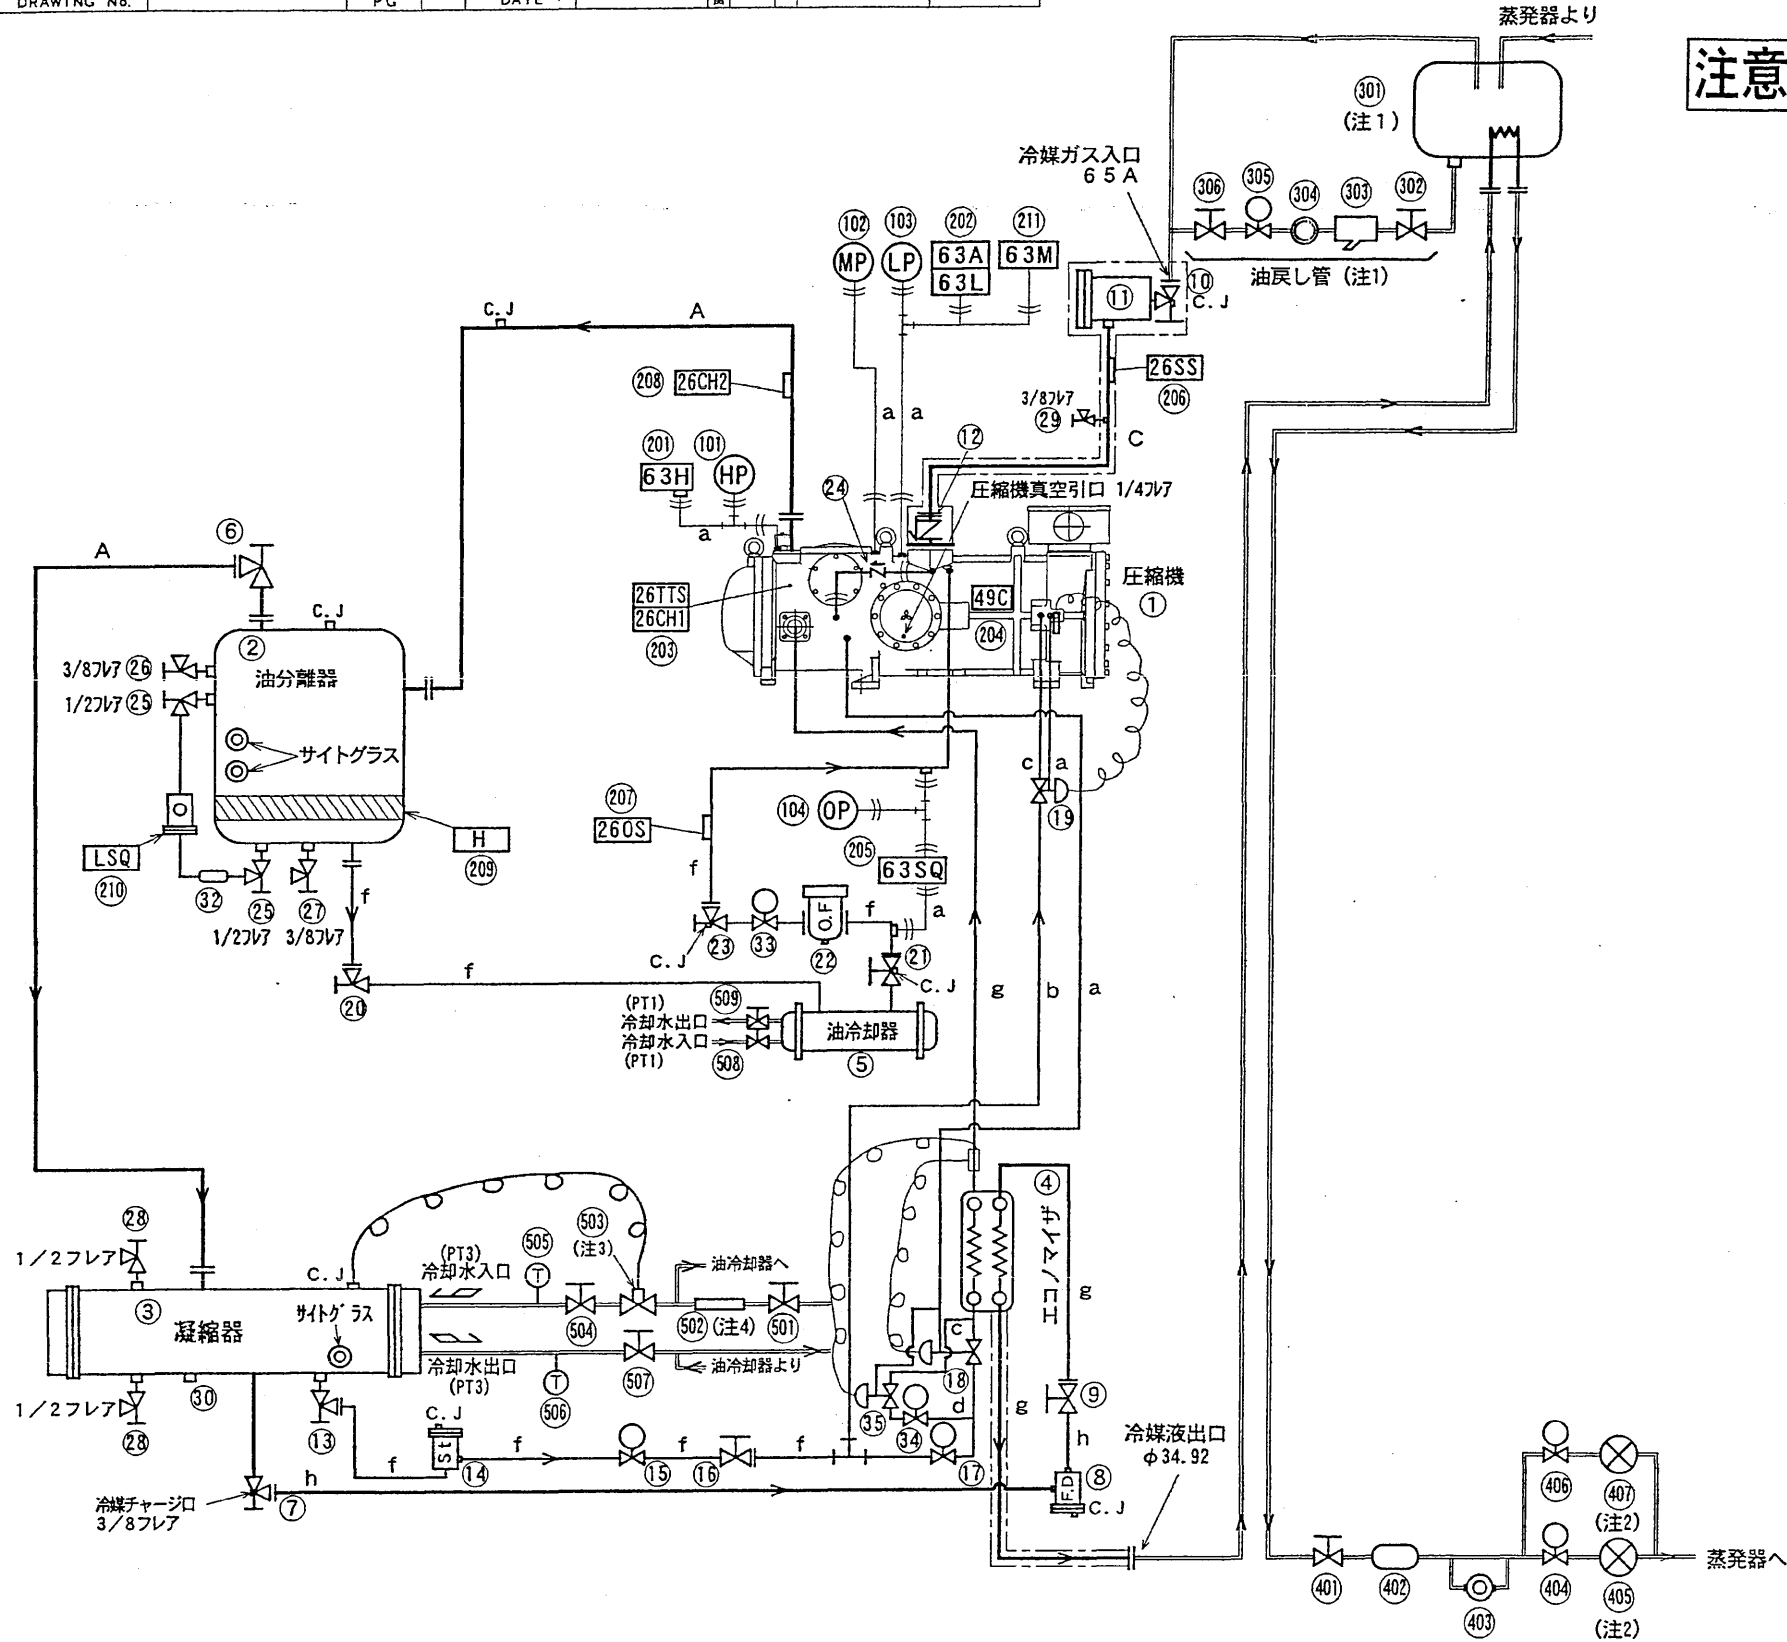 DRAWING No.
PG
DATE
蒸発器より
注意
301
(注1)
冷媒ガス入口
65A
306
305
304
303
302
油戻し管 (注1)
102
103
202
211
MP
LP
63A
63L
63M
11
10
C.J
C.J
A
208
26CH2
26SS
206
3/8フレア
29
C
a
a
201
101
63H
HP
a
24
12
圧縮機真空引口 1/4フレア
6
A
26TTS
26CH1
203
49C
204
圧縮機
1
C.J
2
油分離器
3/8フレア
26
1/2フレア
25
サイトグラス
c
a
19
207
26OS
104
OP
205
63SQ
H
209
LSQ
210
32
25
27
f
1/2フレア
3/8フレア
f
23
33
O.F
22
f
a
21
C.J
C.J
20
f
g
b
a
(PT1)
509
冷却水出口
冷却水入口
(PT1)
508
油冷却器
5
28
1/2フレア
C.J
3
凝縮器
サイトグラス
(PT3)
冷却水入口
505
T
503
(注3)
油冷却器へ
504
502
(注4)
501
冷却水出口
(PT3)
T
506
507
油冷却器より
4
エコノマイザ
g
c
18
d
35
34
g
9
h
1/2フレア
28
30
13
C.J
St
14
f
f
15
f
16
f
17
8
F.D
C.J
冷媒液出口
φ34.92
冷媒チャージ口
3/8フレア
7
h
406
407
(注2)
401
402
403
404
405
(注2)
蒸発器へ